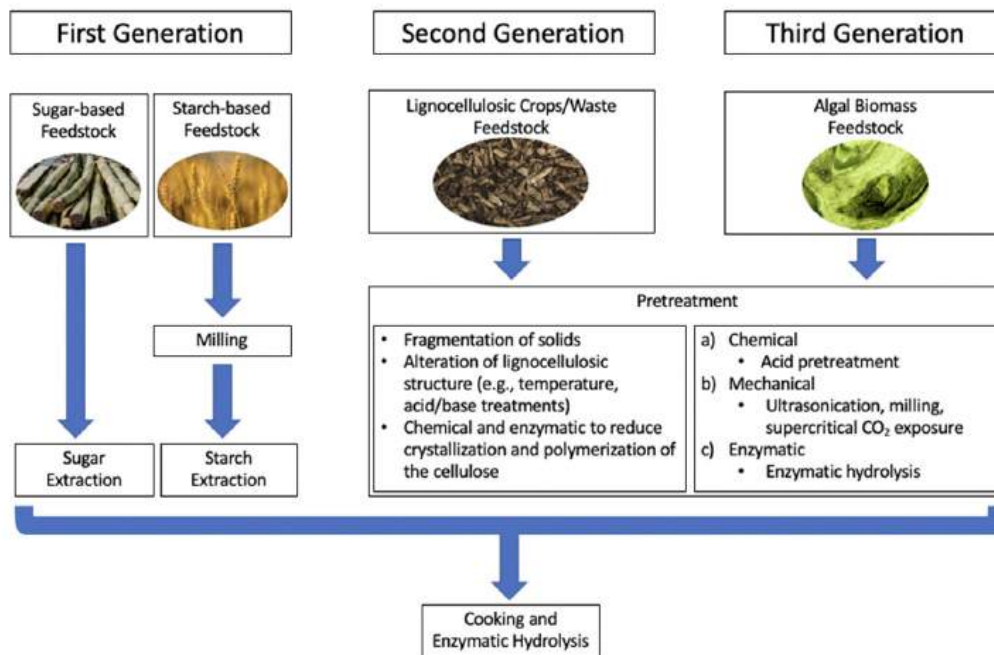 First Generation
Second Generation
Third Generation
Sugar-based
Feedstock
Starch-based
Feedstock
Lignocellulosic Crops/Waste
Feedstock
Algal Biomass
Feedstock
Milling
Sugar
Extraction
Starch
Extraction
Pretreatment
• Fragmentation of solids
• Alteration of lignocellulosic
structure (e.g., temperature,
acid/base treatments)
• Chemical and enzymatic to reduce
crystallization and polymerization of
the cellulose
a) Chemical
• Acid pretreatment
b) Mechanical
• Ultrasonication, milling,
supercritical CO₂ exposure
c) Enzymatic
• Enzymatic hydrolysis
Cooking and
Enzymatic Hydrolysis